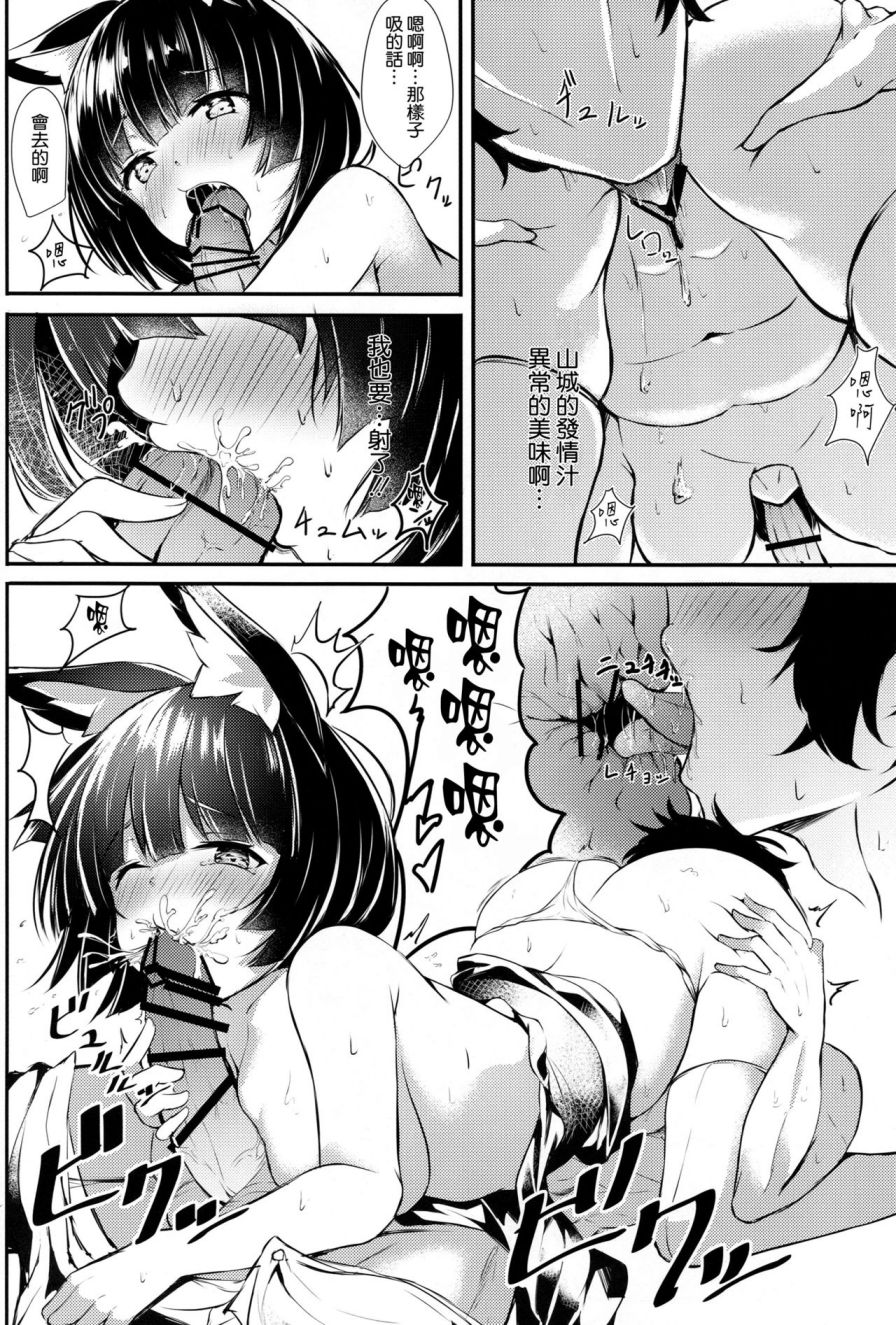 ヂュルッ
レロッ
山城的發情汁
異常的美味啊…
嗯啊
嗯
嗯啊啊…那樣子
吸的話…
會去的啊
ビクッ
嗯
我也要…射了!!
グプ
チュムッ
嗯
ニュチチュッ
レチョッ
嗯嗯嗯
嗯嗯
嗯
ビュルルッ
ビクッ
ビクッ